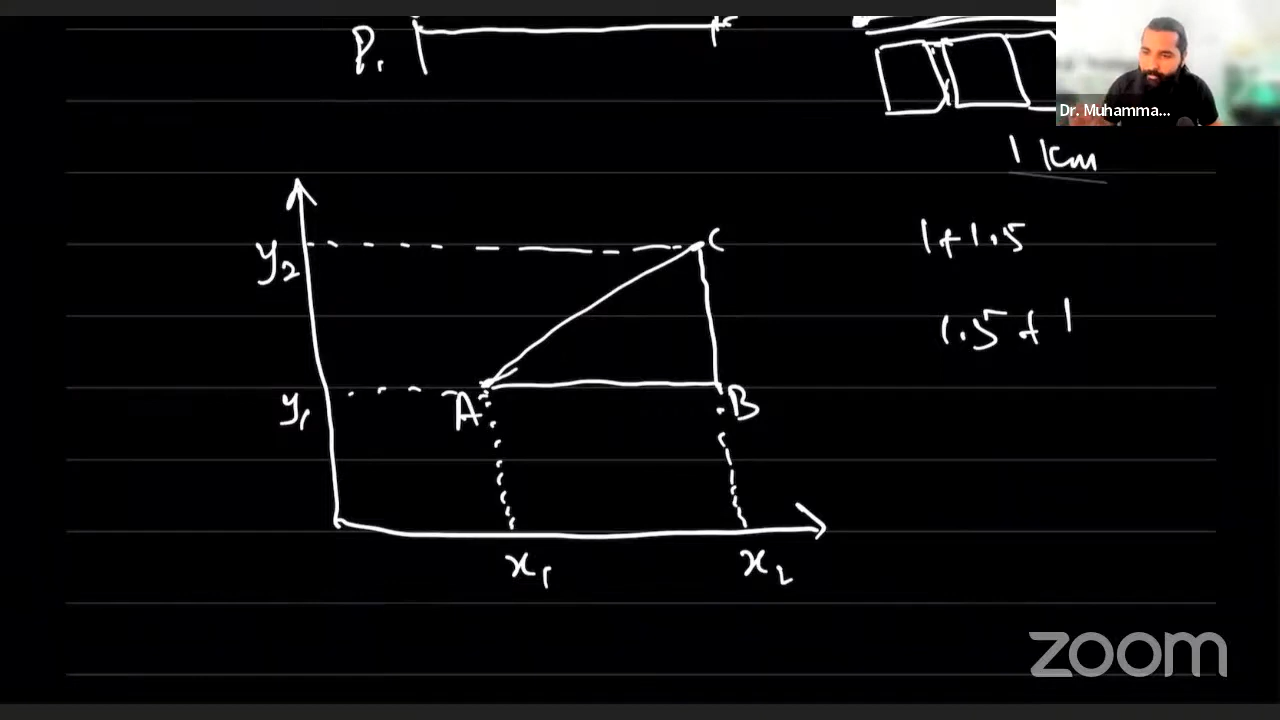 P₁
Dr. Muhamma...
1 km
y₂
C
1+1.5
1.5+1
y₁
A
B
x₁
x₂
zoom